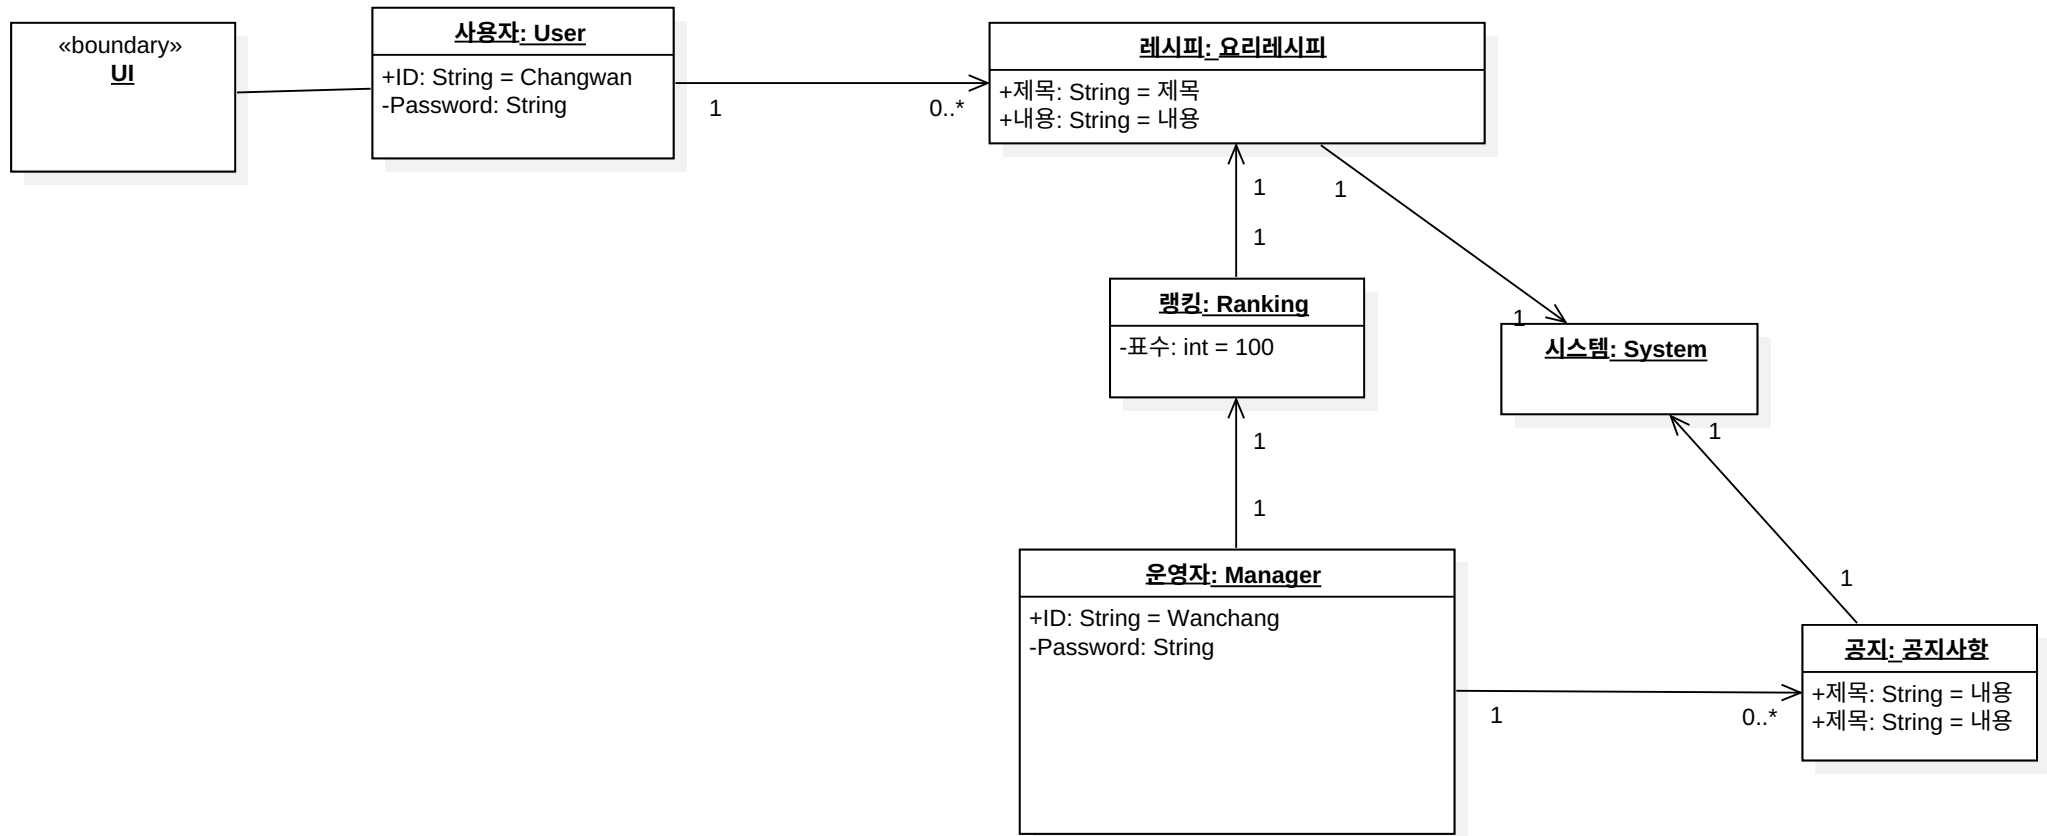 «boundary»
UI
사용자: User
+ID: String = Changwan
-Password: String
1
0..*
레시피: 요리레시피
+제목: String = 제목
+내용: String = 내용
1
1
1
1
랭킹: Ranking
-표수: int = 100
시스템: System
1
1
1
1
운영자: Manager
+ID: String = Wanchang
-Password: String
1
0..*
공지: 공지사항
+제목: String = 내용
+제목: String = 내용